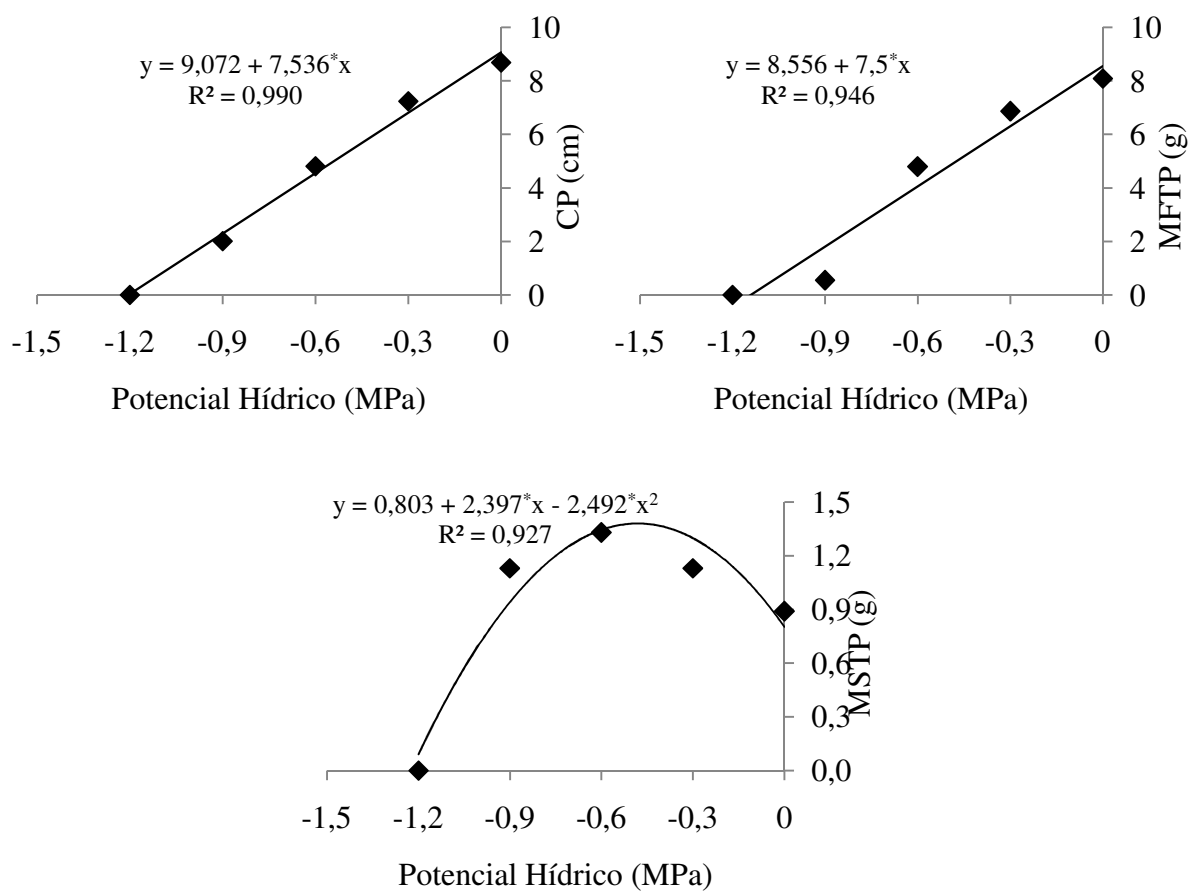 y = 9,072 + 7,536*x
R² = 0,990
10
8
6
4
2
0
CP (cm)
-1,5 -1,2 -0,9 -0,6 -0,3 0
Potencial Hídrico (MPa)
y = 8,556 + 7,5*x
R² = 0,946
10
8
6
4
2
0
MFTP (g)
-1,5 -1,2 -0,9 -0,6 -0,3 0
Potencial Hídrico (MPa)
y = 0,803 + 2,397*x - 2,492*x²
R² = 0,927
1,5
1,2
0,9
0,6
0,3
0,0
MSTP (g)
-1,5 -1,2 -0,9 -0,6 -0,3 0
Potencial Hídrico (MPa)